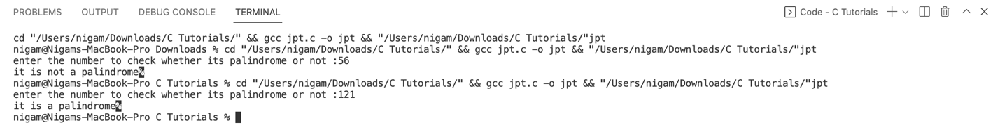 PROBLEMS OUTPUT DEBUG CONSOLE TERMINAL Code - C Tutorials
cd "/Users/nigam/Downloads/C Tutorials/" && gcc jpt.c -o jpt && "/Users/nigam/Downloads/C Tutorials/"jpt
nigam@Nigams-MacBook-Pro Downloads % cd "/Users/nigam/Downloads/C Tutorials/" && gcc jpt.c -o jpt && "/Users/nigam/Downloads/C Tutorials/"jpt
enter the number to check whether its palindrome or not :56
it is not a palindrome%
nigam@Nigams-MacBook-Pro C Tutorials % cd "/Users/nigam/Downloads/C Tutorials/" && gcc jpt.c -o jpt && "/Users/nigam/Downloads/C Tutorials/"jpt
enter the number to check whether its palindrome or not :121
it is a palindrome%
nigam@Nigams-MacBook-Pro C Tutorials %